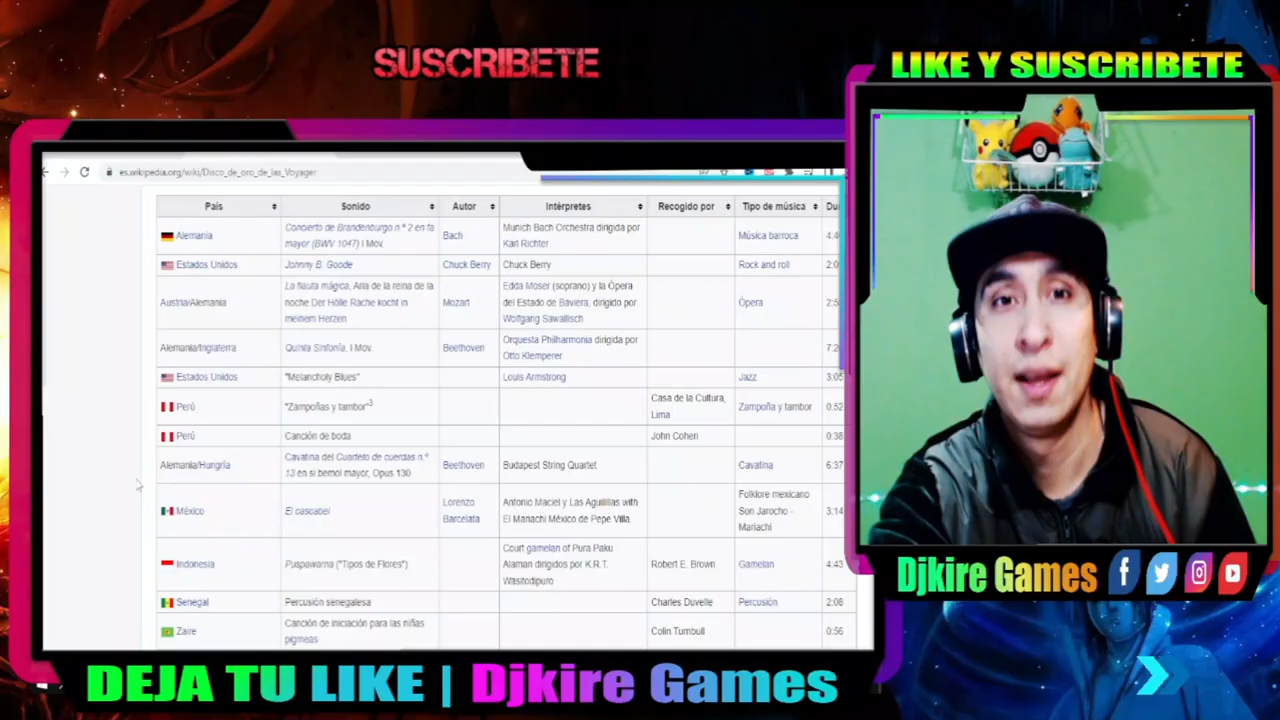 SUSCRIBETE
LIKE Y SUSCRIBETE
es.wikipedia.org/wiki/Disco_de_oro_de_las_Voyager
País Sonido Autor Intérpretes Recogido por Tipo de música
Alemania
Concierto de Brandenburgo n.º 2 en fa
mayor (BWV 1047) I Mov.
Bach
Munich Bach Orchestra dirigida por
Karl Richter
Música barroca
Estados Unidos Johnny B. Goode Chuck Berry Chuck Berry Rock and roll
Austria/Alemania
La flauta mágica, Aria de la reina de la
noche Der Hölle Rache kocht in
meinem Herzen
Mozart
Edda Moser (soprano) y la Ópera
del Estado de Baviera, dirigido por
Wolfgang Sawallisch
Ópera
Alemania/Inglaterra Quinta Sinfonía, I Mov. Beethoven
Orquesta Philharmonia dirigida por
Otto Klemperer
Estados Unidos "Melancholy Blues" Louis Armstrong Jazz 3:05
Perú "Zampoñas y tambor"3
Casa de la Cultura,
Lima
Zampoña y tambor 0:52
Perú Canción de boda John Cohen 0:38
Alemania/Hungría
Cavatina del Cuarteto de cuerdas n.º
13 en si bemol mayor, Opus 130
Beethoven Budapest String Quartet Cavatina 6:37
México El cascabel
Lorenzo
Barcelata
Antonio Maciel y Las Aguilillas with
El Mariachi México de Pepe Villa
Folklore mexicano
Son Jarocho -
Mariachi
3:14
Indonesia Puspawarna ("Tipos de Flores")
Court gamelan of Pura Paku
Alaman dirigidos por K.R.T.
Wasitodipuro
Robert E. Brown Gamelan 4:43
Senegal Percusión senegalesa Charles Duvelle Percusión 2:08
Zaire
Canción de iniciación para las niñas
pigmeas
Colin Turnbull 0:56
Djkire Games
DEJA TU LIKE | Djkire Games